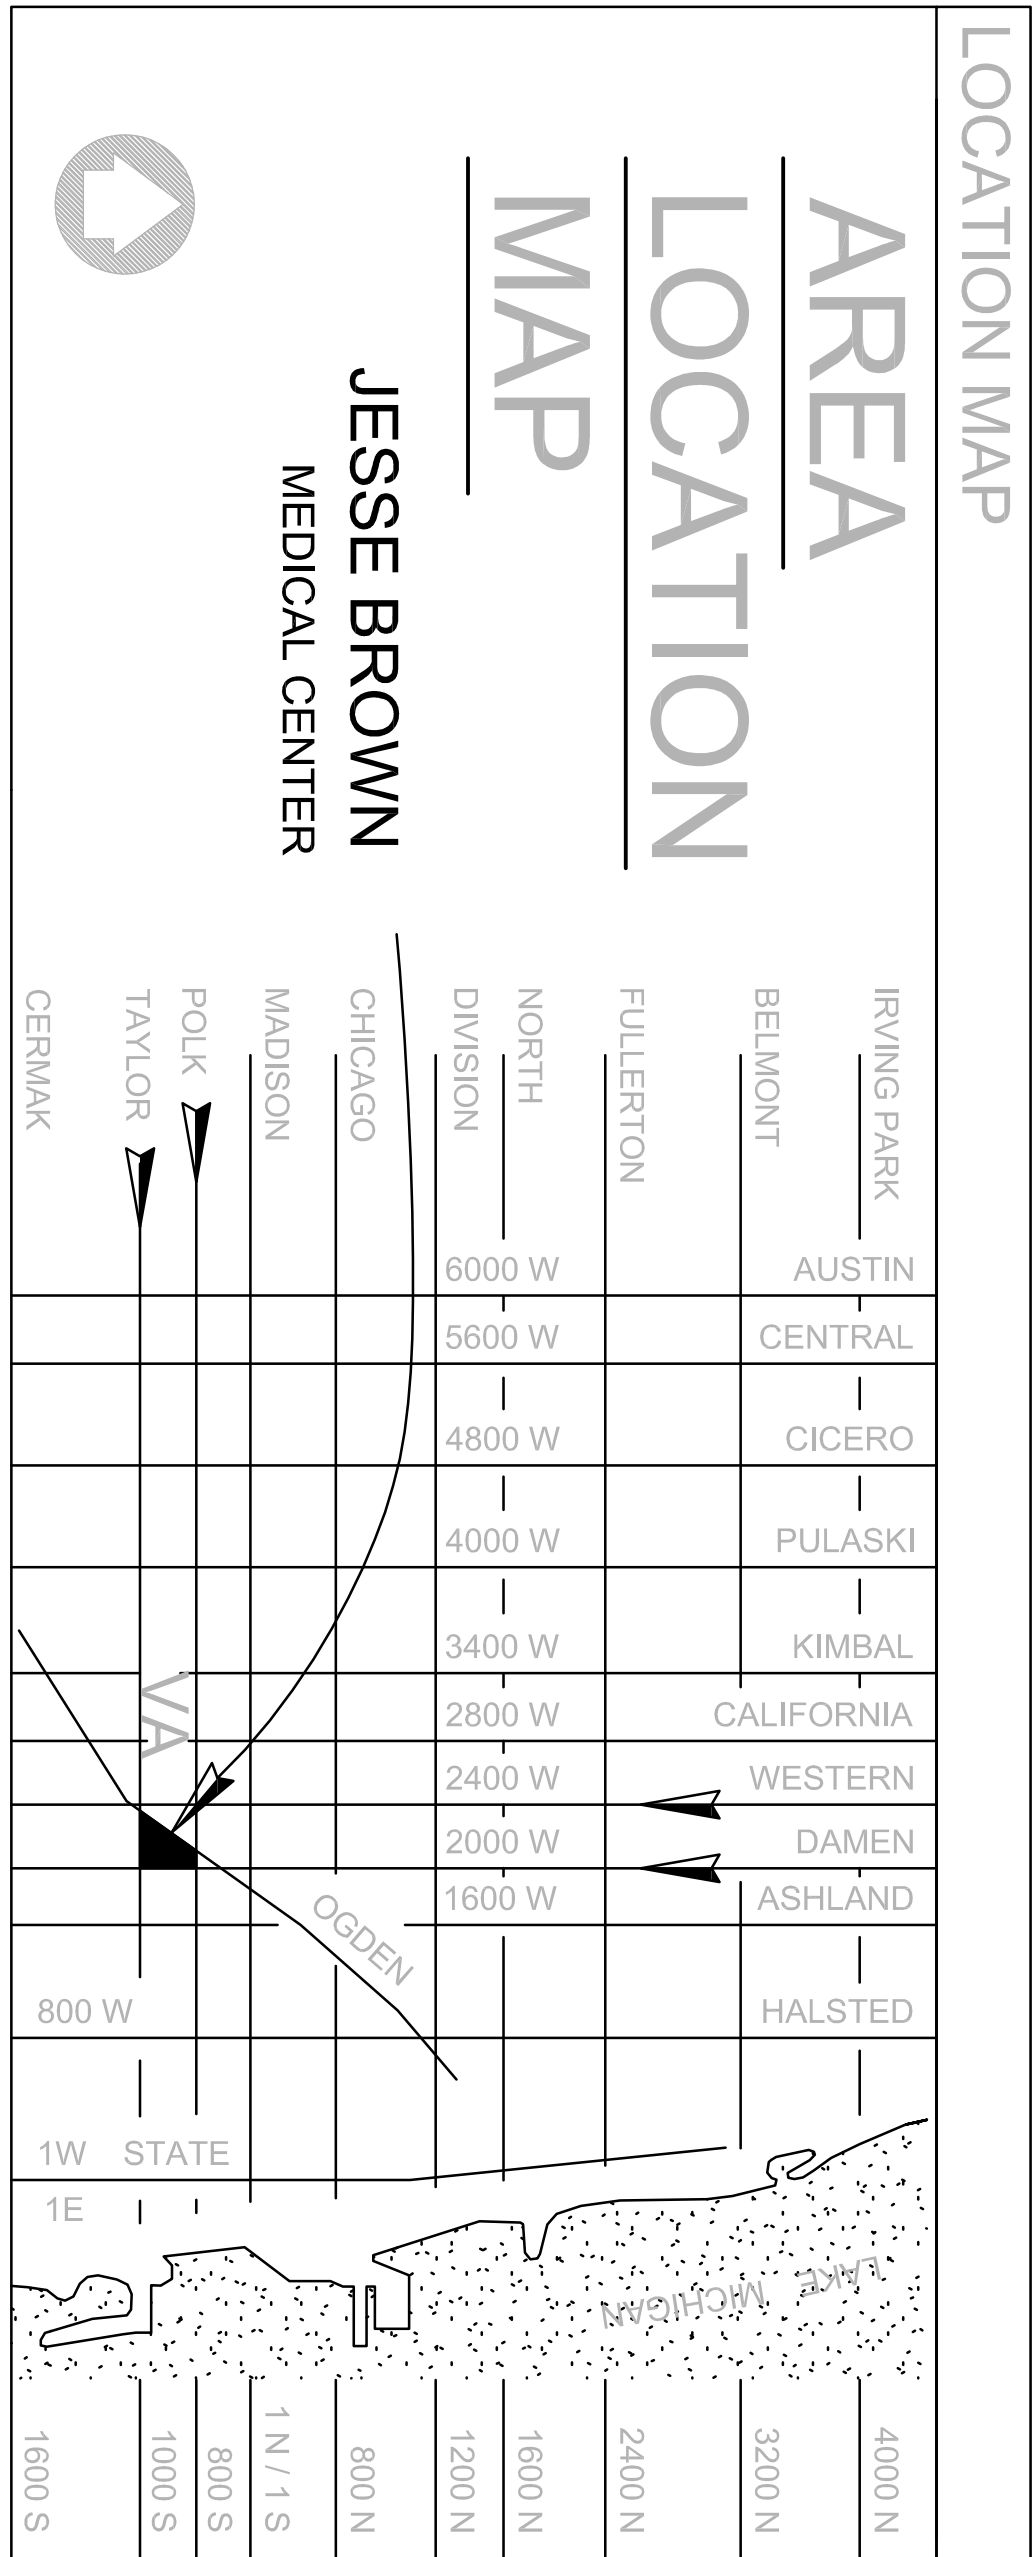 LOCATION MAP
AREA
LOCATION
MAP
JESSE BROWN
MEDICAL CENTER
IRVING PARK
BELMONT
FULLERTON
NORTH
DIVISION
CHICAGO
MADISON
POLK
TAYLOR
CERMAK
6000 W AUSTIN
5600 W CENTRAL
4800 W CICERO
4000 W PULASKI
3400 W KIMBAL
2800 W CALIFORNIA
2400 W WESTERN
2000 W DAMEN
1600 W ASHLAND
VA
OGDEN
800 W HALSTED
1W STATE
1E
LAKE MICHIGAN
4000 N
3200 N
2400 N
1600 N
1200 N
800 N
1 N / 1 S
800 S
1000 S
1600 S